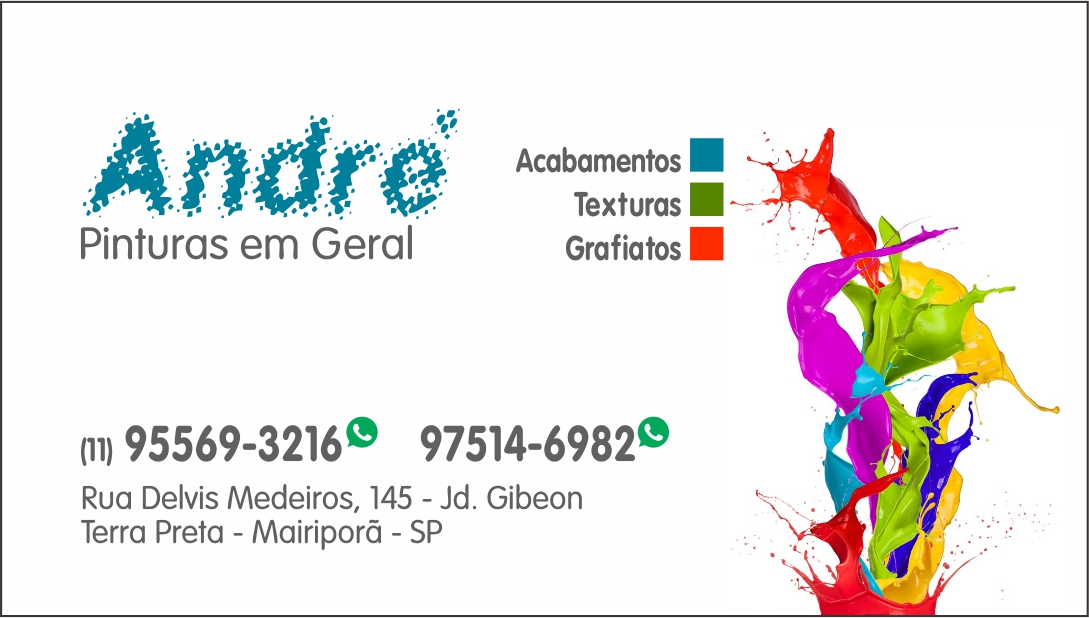 André
Pinturas em Geral
Acabamentos
Texturas
Grafiatos
(11) 95569-3216 97514-6982
Rua Delvis Medeiros, 145 - Jd. Gibeon
Terra Preta - Mairiporã - SP